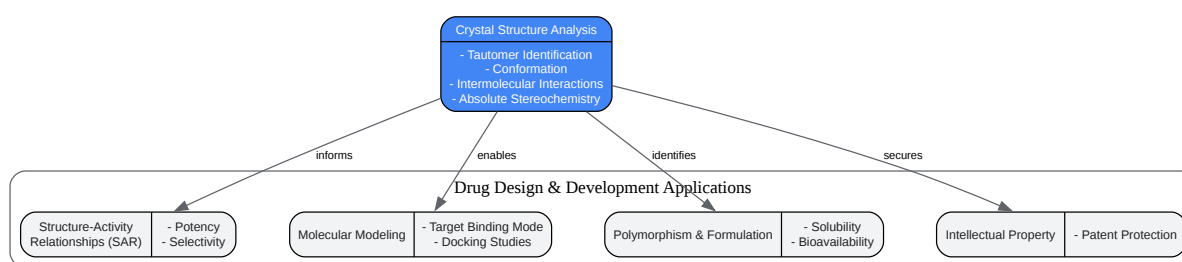 Crystal Structure Analysis
- Tautomer Identification
- Conformation
- Intermolecular Interactions
- Absolute Stereochemistry
informs
enables
identifies
secures
Drug Design & Development Applications
Structure-Activity
Relationships (SAR)
- Potency
- Selectivity
Molecular Modeling
- Target Binding Mode
- Docking Studies
Polymorphism & Formulation
- Solubility
- Bioavailability
Intellectual Property
- Patent Protection